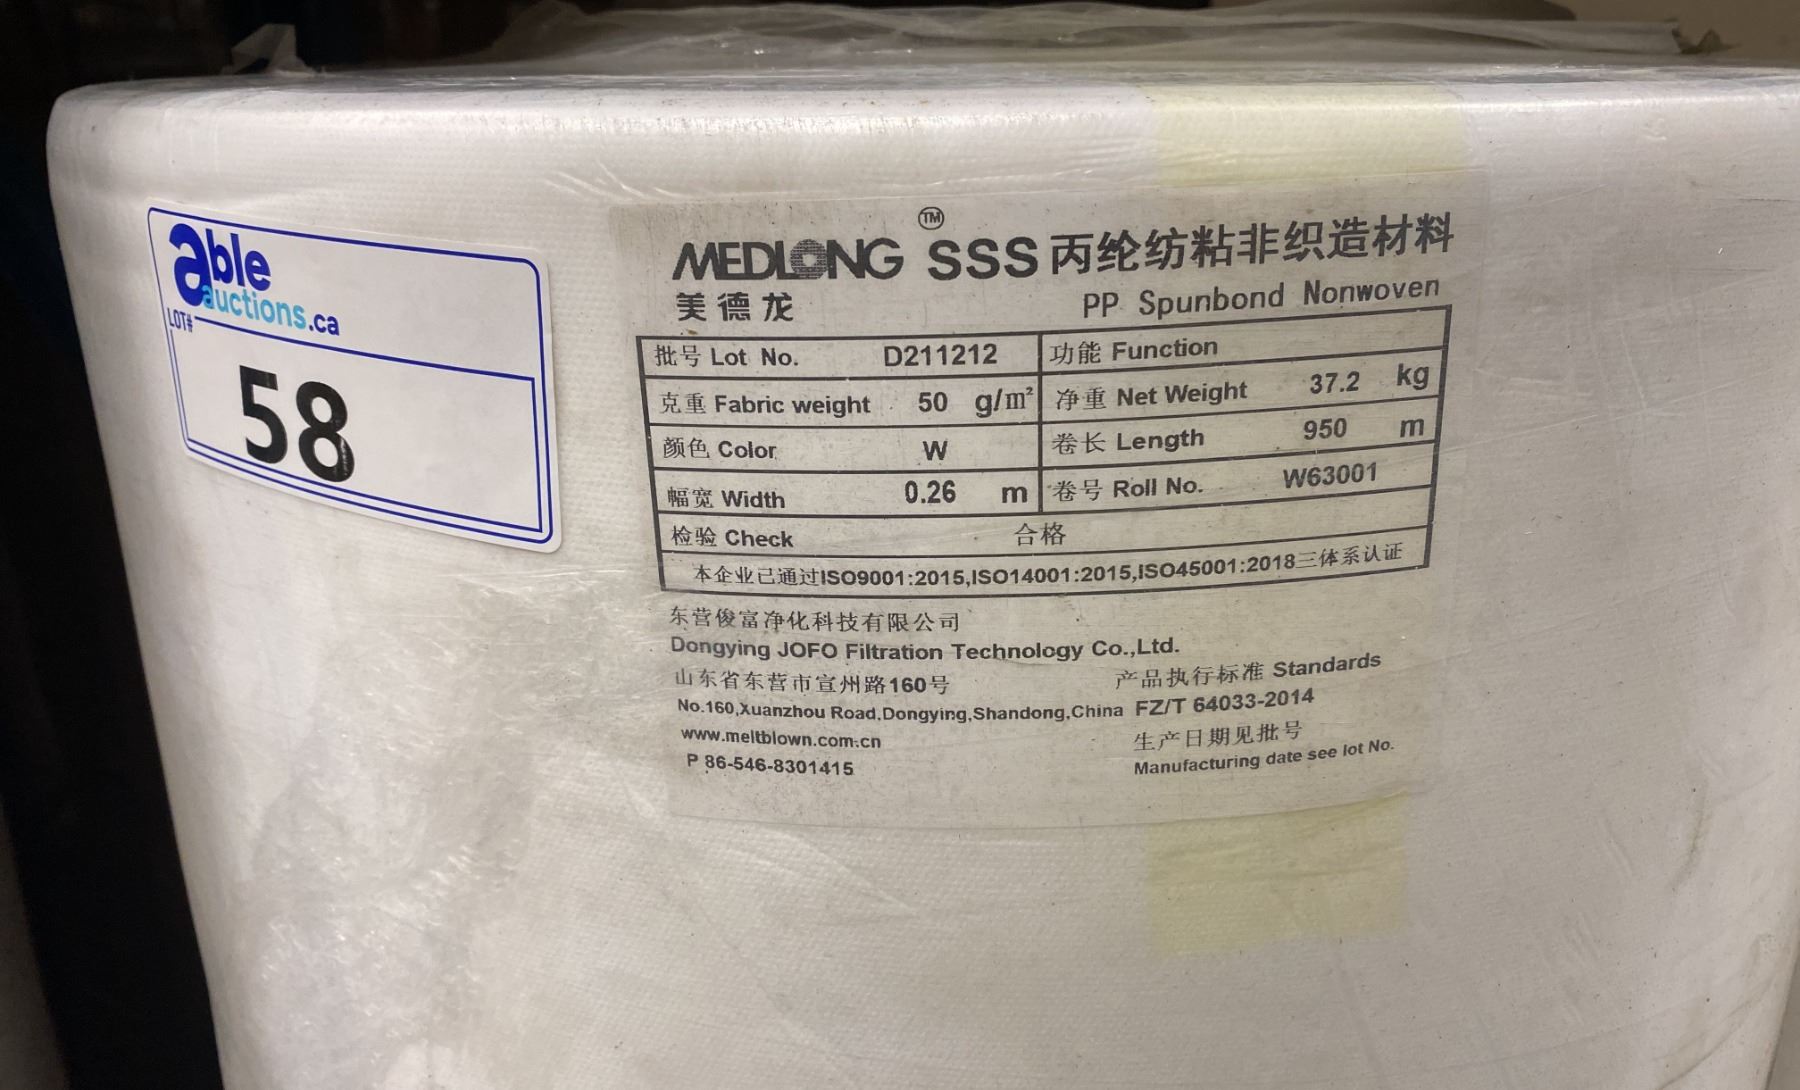 able
auctions.ca
LOT#
58
MEDLONG ™ SSS 丙纶纺粘非织造材料
美德龙 PP Spunbond Nonwoven
批号 Lot No. D211212 功能 Function
克重 Fabric weight 50 g/m² 净重 Net Weight 37.2 kg
颜色 Color W 卷长 Length 950 m
幅宽 Width 0.26 m 卷号 Roll No. W63001
检验 Check 合格
本企业已通过ISO9001:2015,ISO14001:2015,ISO45001:2018三体系认证
东营俊富净化科技有限公司
Dongying JOFO Filtration Technology Co.,Ltd.
山东省东营市宣州路160号 产品执行标准 Standards
No.160,Xuanzhou Road,Dongying,Shandong,China FZ/T 64033-2014
www.meltblown.com.cn 生产日期见批号
P 86-546-8301415 Manufacturing date see lot No.